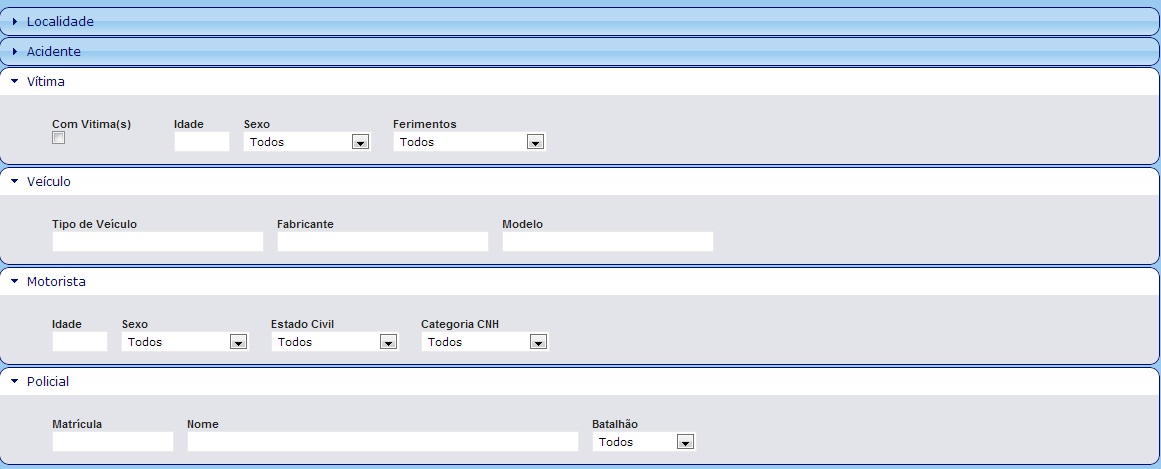 Localidade
Acidente
Vítima
Com Vitima(s) Idade Sexo Ferimentos
Todos Todos
Veículo
Tipo de Veículo Fabricante Modelo
Motorista
Idade Sexo Estado Civil Categoria CNH
Todos Todos Todos
Policial
Matrícula Nome Batalhão
Todos